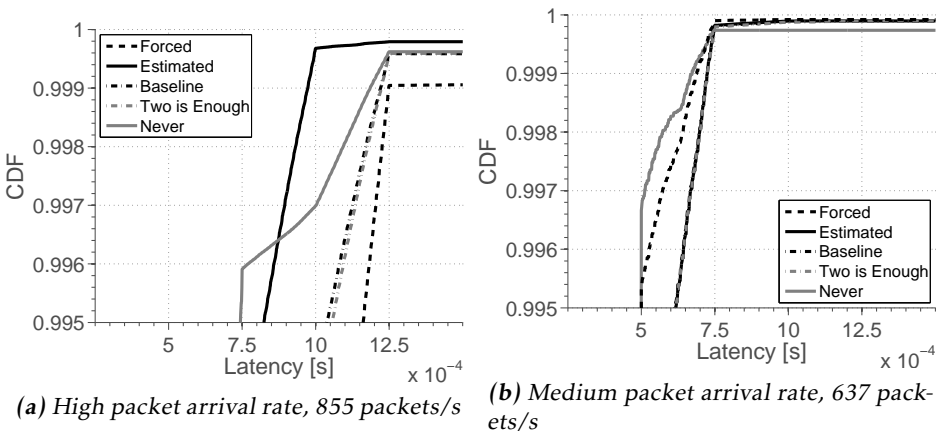 1
0.999
0.998
0.997
0.996
0.995
CDF
Forced
Estimated
Baseline
Two is Enough
Never
5
7.5
10
12.5
Latency [s]
x 10⁻⁴
(a) High packet arrival rate, 855 packets/s
1
0.999
0.998
0.997
0.996
0.995
CDF
Forced
Estimated
Baseline
Two is Enough
Never
5
7.5
10
12.5
Latency [s]
x 10⁻⁴
(b) Medium packet arrival rate, 637 pack-
ets/s